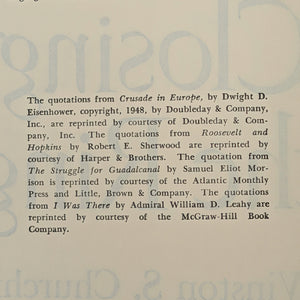 The quotations from Crusade in Europe, by Dwight D.
Eisenhower, copyright, 1948, by Doubleday & Company,
Inc., are reprinted by courtesy of Doubleday & Com-
pany, Inc. The quotations from Roosevelt and
Hopkins by Robert E. Sherwood are reprinted by
courtesy of Harper & Brothers. The quotation from
The Struggle for Guadalcanal by Samuel Eliot Mor-
ison is reprinted by courtesy of the Atlantic Monthly
Press and Little, Brown & Company. The quotations
from I Was There by Admiral William D. Leahy are
reprinted by courtesy of the McGraw-Hill Book
Company.
Closing
Winston S. Church